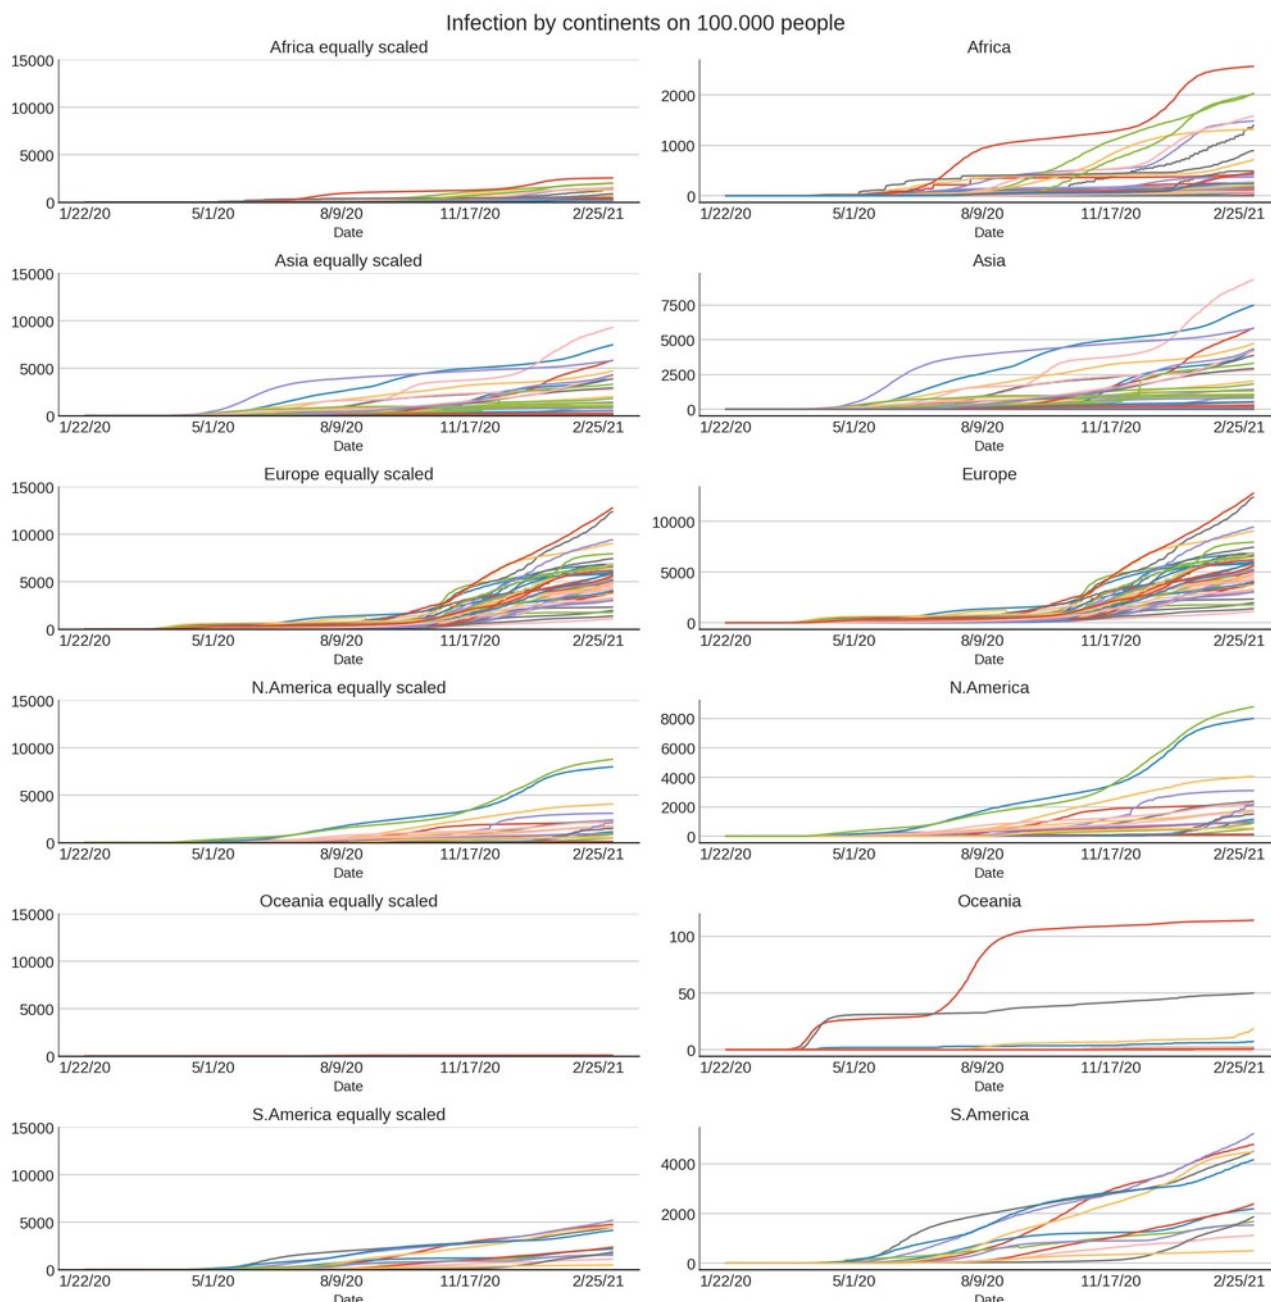 Infection by continents on 100.000 people
Africa equally scaled
15000
10000
5000
0
1/22/20 5/1/20 8/9/20 11/17/20 2/25/21
Date
Africa
2000
1000
0
1/22/20 5/1/20 8/9/20 11/17/20 2/25/21
Date
Asia equally scaled
15000
10000
5000
0
1/22/20 5/1/20 8/9/20 11/17/20 2/25/21
Date
Asia
7500
5000
2500
0
1/22/20 5/1/20 8/9/20 11/17/20 2/25/21
Date
Europe equally scaled
15000
10000
5000
0
1/22/20 5/1/20 8/9/20 11/17/20 2/25/21
Date
Europe
10000
5000
0
1/22/20 5/1/20 8/9/20 11/17/20 2/25/21
Date
N.America equally scaled
15000
10000
5000
0
1/22/20 5/1/20 8/9/20 11/17/20 2/25/21
Date
N.America
8000
6000
4000
2000
0
1/22/20 5/1/20 8/9/20 11/17/20 2/25/21
Date
Oceania equally scaled
15000
10000
5000
0
1/22/20 5/1/20 8/9/20 11/17/20 2/25/21
Date
Oceania
100
50
0
1/22/20 5/1/20 8/9/20 11/17/20 2/25/21
Date
S.America equally scaled
15000
10000
5000
0
1/22/20 5/1/20 8/9/20 11/17/20 2/25/21
Date
S.America
4000
2000
0
1/22/20 5/1/20 8/9/20 11/17/20 2/25/21
Date